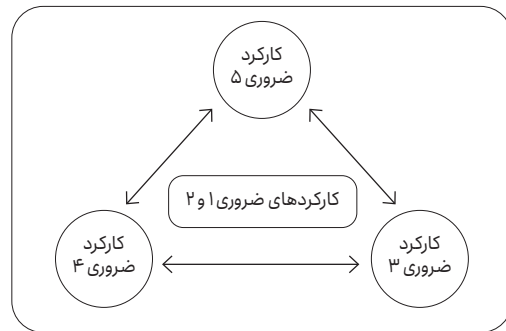 کارکرد
ضروری ۵
کارکردهای ضروری ۱ و ۲
کارکرد
ضروری ۳
کارکرد
ضروری ۴